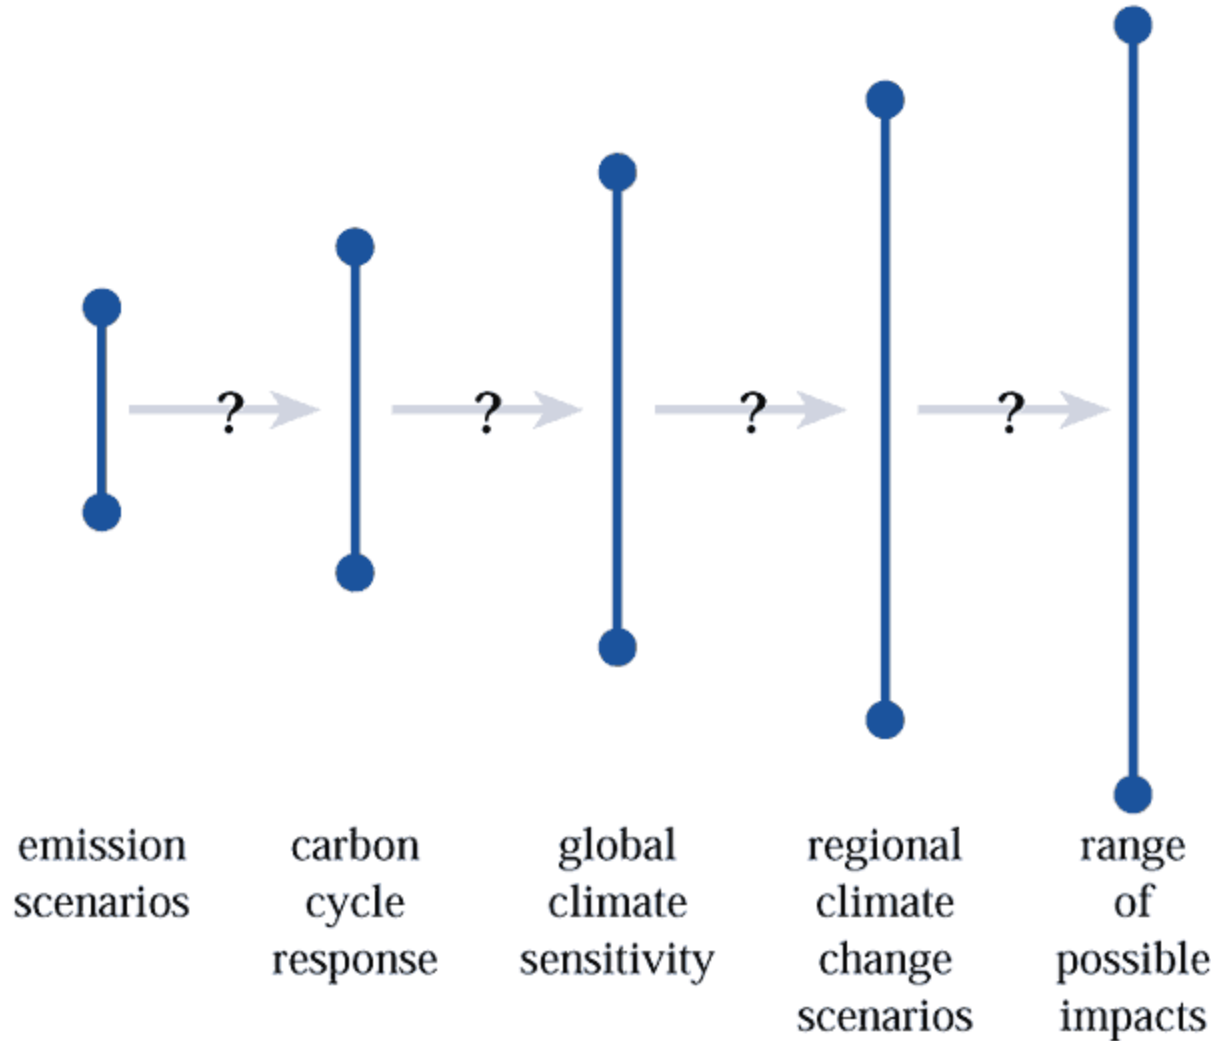 ?
?
?
?
emission
scenarios
carbon
cycle
response
global
climate
sensitivity
regional
climate
change
scenarios
range
of
possible
impacts